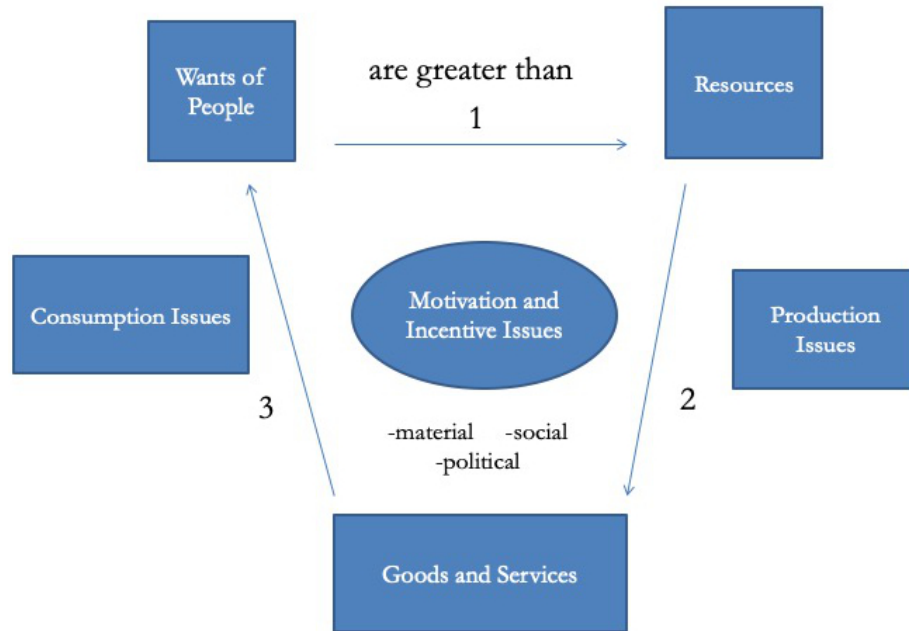 Wants of
People
are greater than
1
Resources
Consumption Issues
Motivation and
Incentive Issues
Production
Issues
3
2
-material -social
-political
Goods and Services